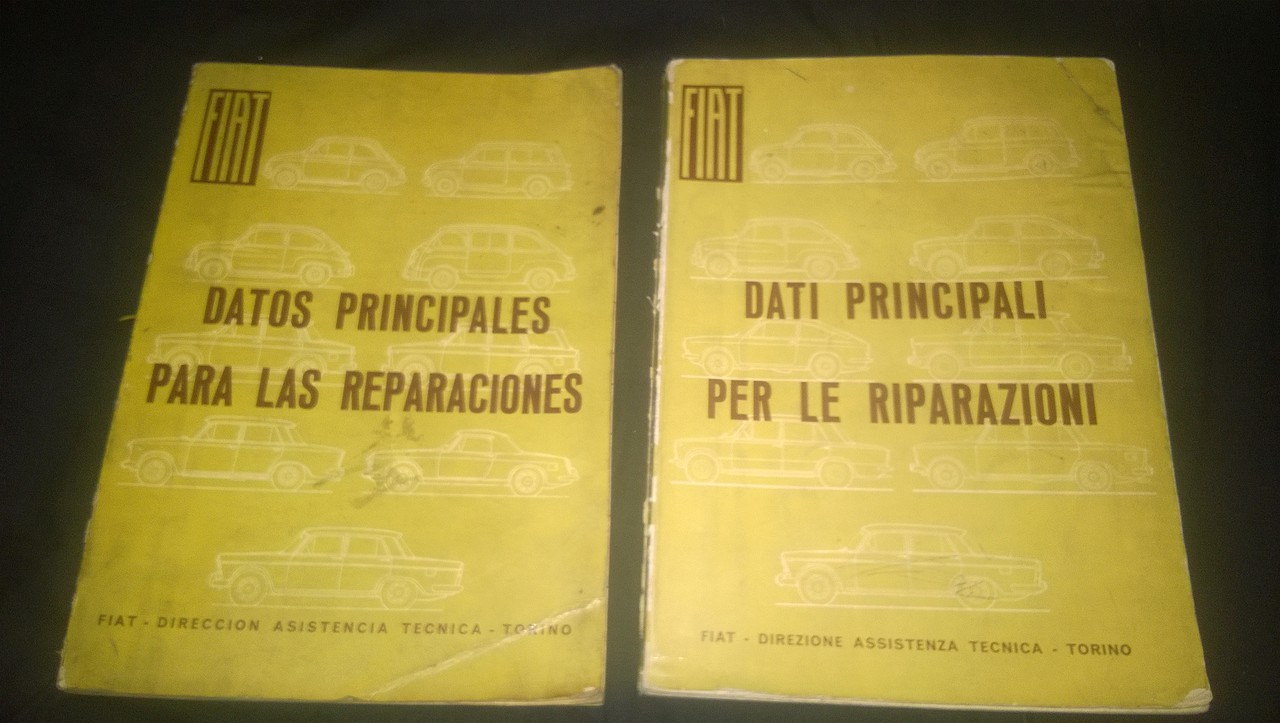 FIAT
DATOS PRINCIPALES
PARA LAS REPARACIONES
FIAT - DIRECCION ASISTENCIA TECNICA - TORINO
FIAT
DATI PRINCIPALI
PER LE RIPARAZIONI
FIAT - DIREZIONE ASSISTENZA TECNICA - TORINO